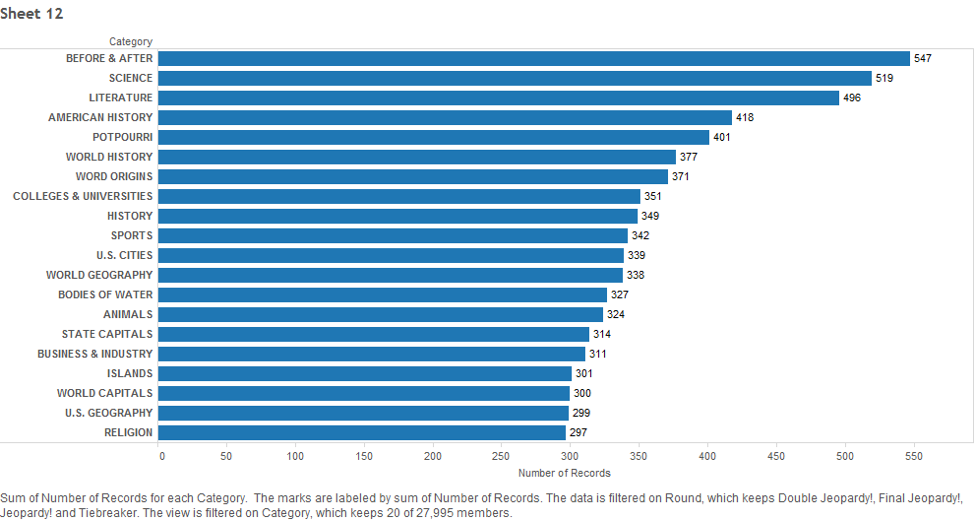 Sheet 12
Category
BEFORE & AFTER 547
SCIENCE 519
LITERATURE 496
AMERICAN HISTORY 418
POTPOURRI 401
WORLD HISTORY 377
WORD ORIGINS 371
COLLEGES & UNIVERSITIES 351
HISTORY 349
SPORTS 342
U.S. CITIES 339
WORLD GEOGRAPHY 338
BODIES OF WATER 327
ANIMALS 324
STATE CAPITALS 314
BUSINESS & INDUSTRY 311
ISLANDS 301
WORLD CAPITALS 300
U.S. GEOGRAPHY 299
RELIGION 297
0 50 100 150 200 250 300 350 400 450 500 550
Number of Records
Sum of Number of Records for each Category. The marks are labeled by sum of Number of Records. The data is filtered on Round, which keeps Double Jeopardy!, Final Jeopardy!,
Jeopardy! and Tiebreaker. The view is filtered on Category, which keeps 20 of 27,995 members.